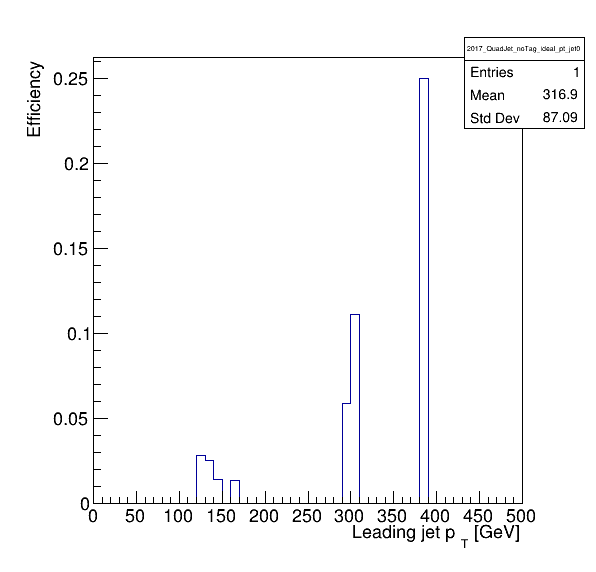 2017_QuadJet_noTag_ideal_pt_jet0
Entries 1
Mean 316.9
Std Dev 87.09
Efficiency
0.25
0.2
0.15
0.1
0.05
0
0 50 100 150 200 250 300 350 400 450 500
Leading jet p T [GeV]